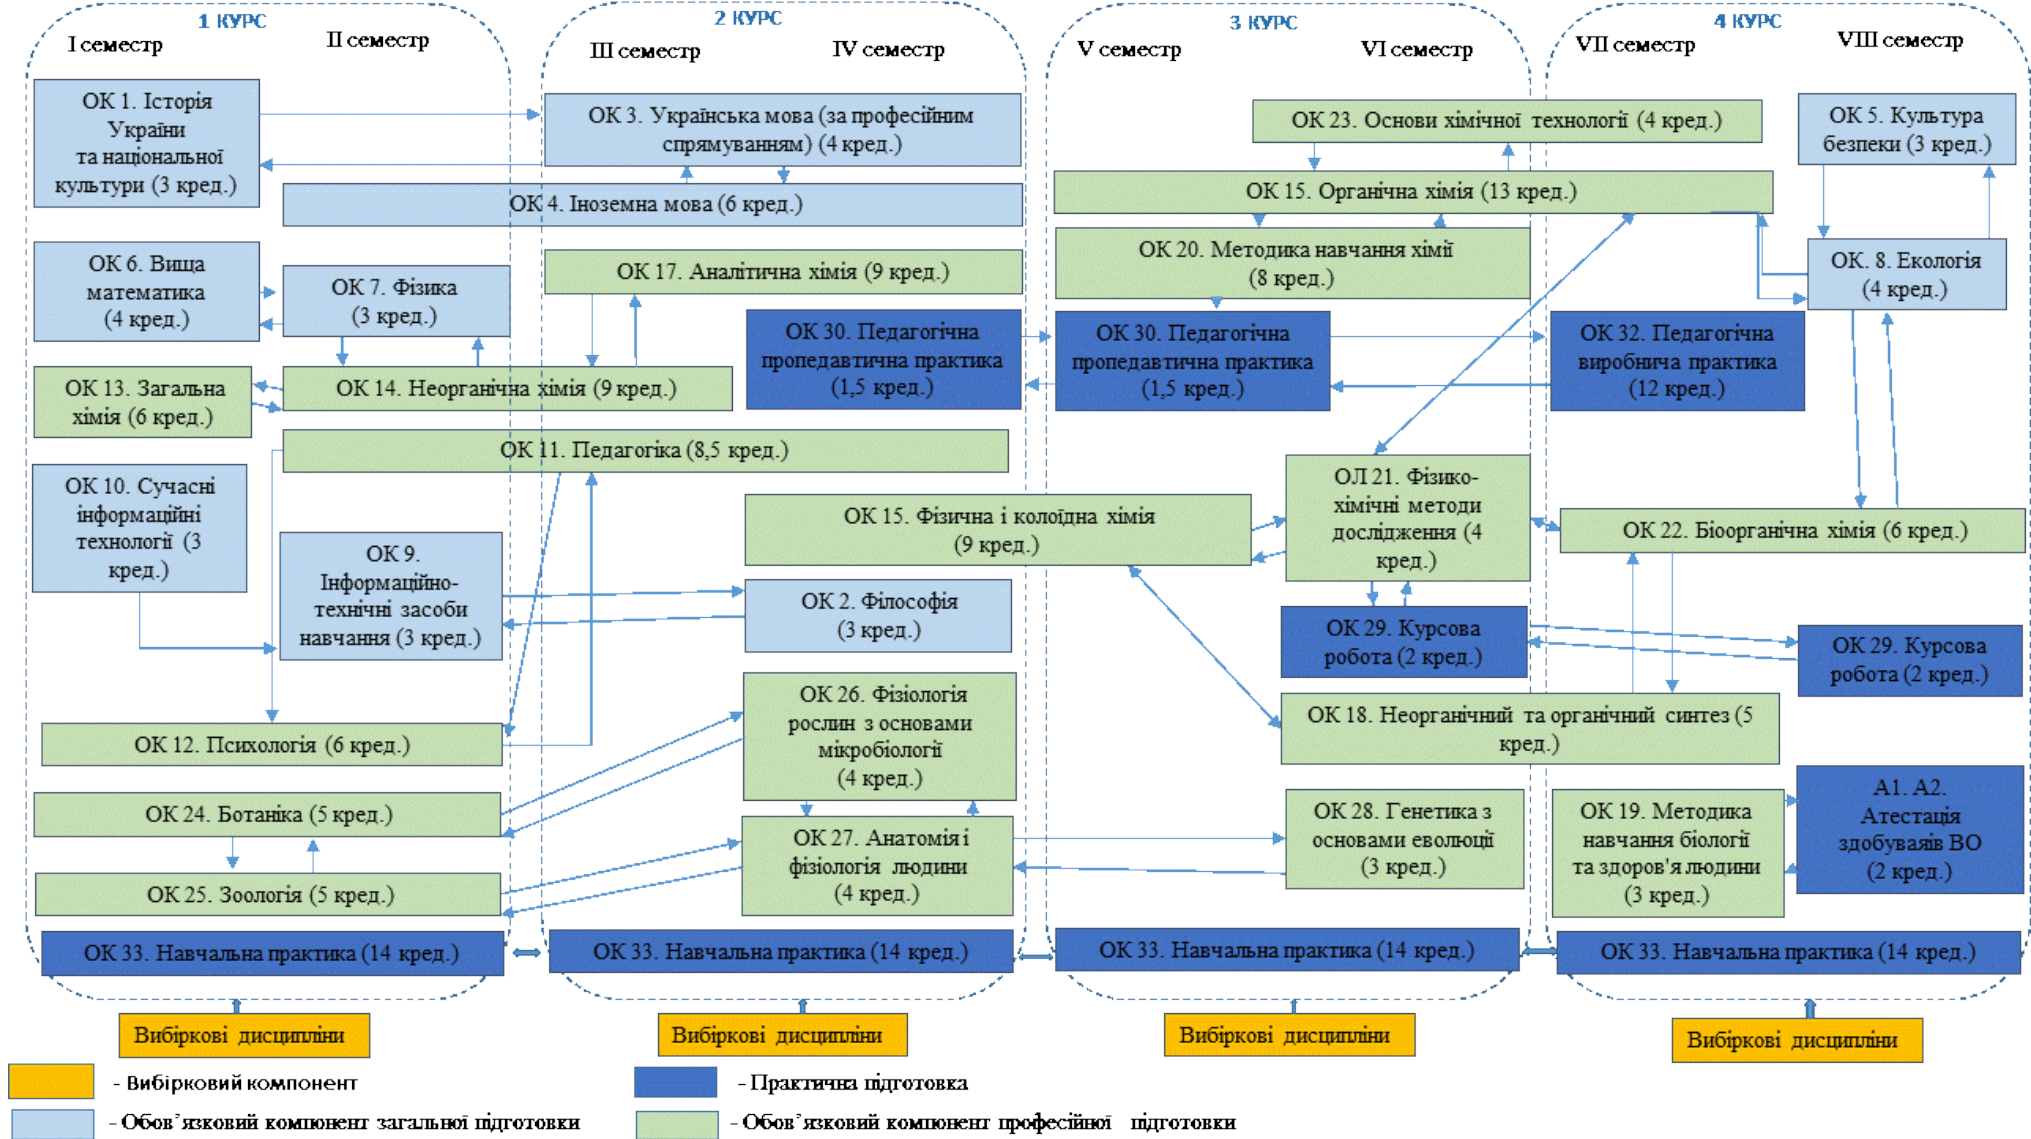 1 КУРС
2 КУРС
3 КУРС
4 КУРС
І семестр
ІІ семестр
ІІІ семестр
IV семестр
V семестр
VI семестр
VII семестр
VIII семестр
ОК 1. Історія
України
та національної
культури (3 кред.)
ОК 3. Українська мова (за професійним
спрямуванням) (4 кред.)
ОК 4. Іноземна мова (6 кред.)
ОК 23. Основи хімічної технології (4 кред.)
ОК 5. Культура
безпеки (3 кред.)
ОК 15. Органічна хімія (13 кред.)
ОК 6. Вища
математика
(4 кред.)
ОК 7. Фізика
(3 кред.)
ОК 17. Аналітична хімія (9 кред.)
ОК 20. Методика навчання хімії
(8 кред.)
ОК. 8. Екологія
(4 кред.)
ОК 30. Педагогічна
пропедавтична практика
(1,5 кред.)
ОК 30. Педагогічна
пропедавтична практика
(1,5 кред.)
ОК 32. Педагогічна
виробнича практика
(12 кред.)
ОК 13. Загальна
хімія (6 кред.)
ОК 14. Неорганічна хімія (9 кред.)
ОК 11. Педагогіка (8,5 кред.)
ОК 10. Сучасні
інформаційні
технології (3
кред.)
ОК 9.
Інформаційно-
технічні засоби
навчання (3 кред.)
ОК 15. Фізична і колоїдна хімія
(9 кред.)
ОЛ 21. Фізико-
хімічні методи
дослідження (4
кред.)
ОК 22. Біоорганічна хімія (6 кред.)
ОК 2. Філософія
(3 кред.)
ОК 29. Курсова
робота (2 кред.)
ОК 29. Курсова
робота (2 кред.)
ОК 26. Фізіологія
рослин з основами
мікробіології
(4 кред.)
ОК 18. Неорганічний та органічний синтез (5
кред.)
ОК 12. Психологія (6 кред.)
ОК 24. Ботаніка (5 кред.)
ОК 27. Анатомія і
фізіологія людини
(4 кред.)
ОК 28. Генетика з
основами еволюції
(3 кред.)
ОК 19. Методика
навчання біології
та здоров'я людини
(3 кред.)
А1. А2.
Атестація
здобуваяів ВО
(2 кред.)
ОК 25. Зоологія (5 кред.)
ОК 33. Навчальна практика (14 кред.)
ОК 33. Навчальна практика (14 кред.)
ОК 33. Навчальна практика (14 кред.)
ОК 33. Навчальна практика (14 кред.)
Вибіркові дисципліни
Вибіркові дисципліни
Вибіркові дисципліни
Вибіркові дисципліни
- Вибірковий компонент
- Практична підготовка
- Обов’язковий компонент загальної підготовки
- Обов’язковий компонент професійної підготовки